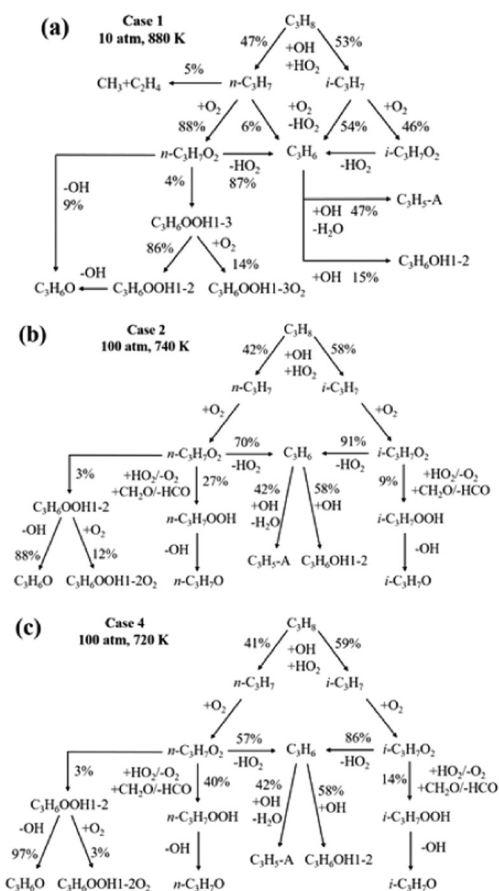 (a)
Case 1
10 atm, 880 K
C₃H₈
47% +OH 53%
+HO₂
CH₃+C₂H₄ 5% n-C₃H₇ i-C₃H₇
+O₂ +O₂ +O₂
-HO₂
88% 6% 54% 46%
n-C₃H₇O₂ -HO₂ C₃H₆ -HO₂ i-C₃H₇O₂
87%
-OH
9%
4%
C₃H₅-A
+OH 47%
-H₂O
C₃H₆OOH1-3
86% +O₂
14%
C₃H₆OH1-2
+OH 15%
C₃H₆O -OH C₃H₆OOH1-2 C₃H₆OOH1-3O₂
(b)
Case 2
100 atm, 740 K
C₃H₈
42% +OH 58%
+HO₂
n-C₃H₇ i-C₃H₇
+O₂ +O₂
n-C₃H₇O₂ 70% C₃H₆ 91% i-C₃H₇O₂
-HO₂ -HO₂
3% +HO₂/-O₂ 27% 9% +HO₂/-O₂
+CH₂O/-HCO +CH₂O/-HCO
42% 58%
+OH +OH
-H₂O
C₃H₆OOH1-2 n-C₃H₇OOH i-C₃H₇OOH
-OH +O₂ -OH -OH
88% 12%
C₃H₅-A C₃H₆OH1-2
C₃H₆O C₃H₆OOH1-2O₂ n-C₃H₇O i-C₃H₇O
(c)
Case 4
100 atm, 720 K
C₃H₈
41% +OH 59%
+HO₂
n-C₃H₇ i-C₃H₇
+O₂ +O₂
n-C₃H₇O₂ 57% C₃H₆ 86% i-C₃H₇O₂
-HO₂ -HO₂
3% +HO₂/-O₂ 40% 14% +HO₂/-O₂
+CH₂O/-HCO +CH₂O/-HCO
42% 58%
+OH +OH
-H₂O
C₃H₆OOH1-2 n-C₃H₇OOH i-C₃H₇OOH
-OH +O₂ -OH -OH
97% 3%
C₃H₅-A C₃H₆OH1-2
C₃H₆O C₃H₆OOH1-2O₂ n-C₃H₇O i-C₃H₇O